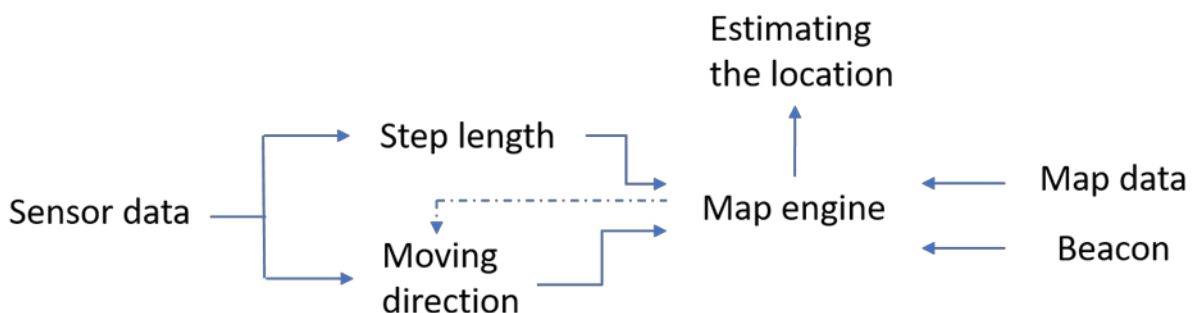 Estimating
the location
Step length
Map data
Sensor data
Map engine
Moving
direction
Beacon